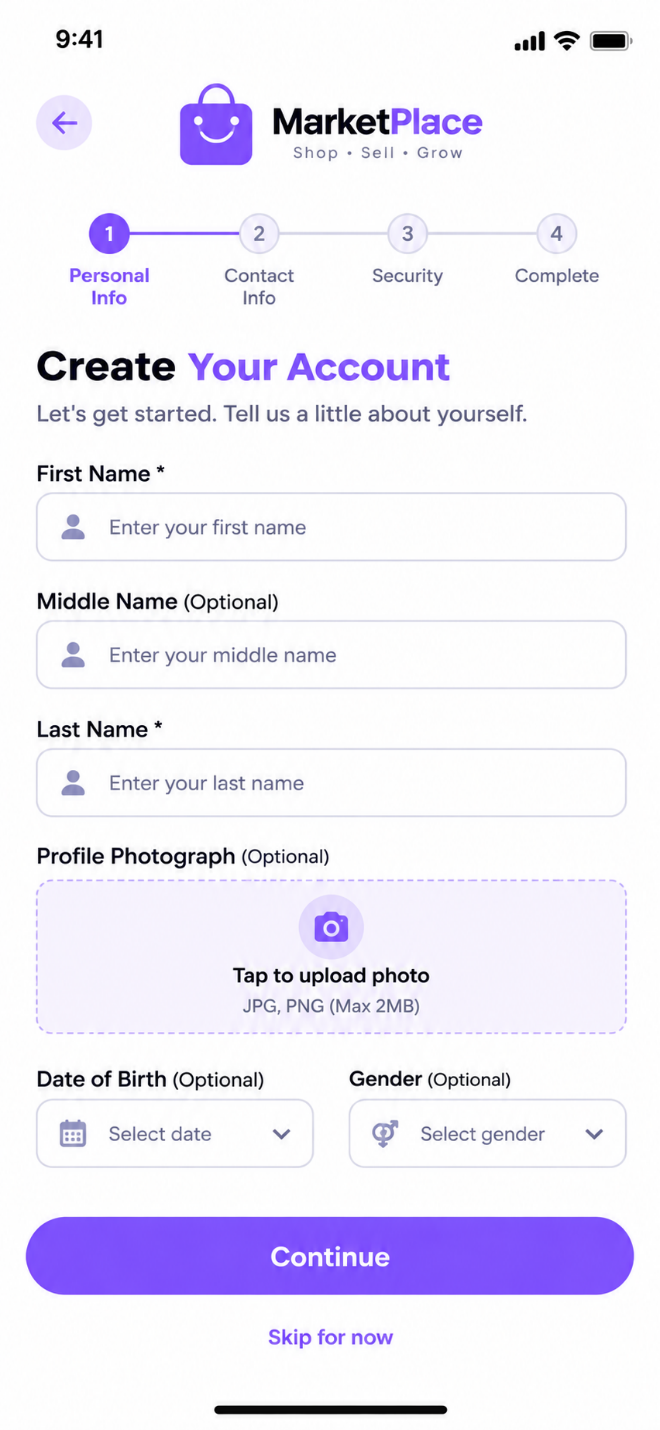 9:41
MarketPlace
Shop • Sell • Grow
1 2 3 4
Personal Info
Contact Info
Security
Complete
Create Your Account
Let's get started. Tell us a little about yourself.
First Name *
Enter your first name
Middle Name (Optional)
Enter your middle name
Last Name *
Enter your last name
Profile Photograph (Optional)
Tap to upload photo
JPG, PNG (Max 2MB)
Date of Birth (Optional)
Select date
Gender (Optional)
Select gender
Continue
Skip for now